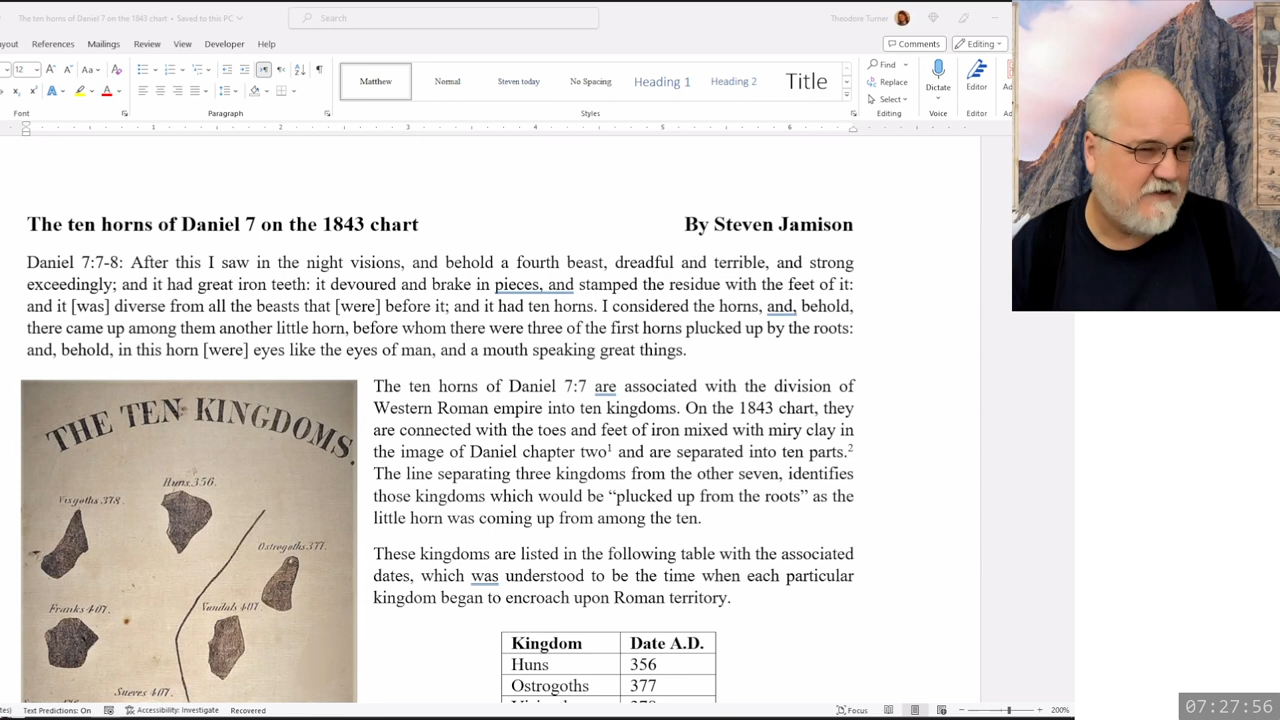 The ten horns of Daniel 7 on the 1843 chart • Saved to this PC
Search
Theodore Turner
ayout References Mailings Review View Developer Help
Comments
Editing
12
Aa
Matthew
Normal
Steven today
No Spacing
Heading 1
Heading 2
Title
Find
Replace
Select
Dictate
Editor
Font
Paragraph
Styles
Editing
Voice
Editor
1 2 3 4 5 6
The ten horns of Daniel 7 on the 1843 chart By Steven Jamison
Daniel 7:7-8: After this I saw in the night visions, and behold a fourth beast, dreadful and terrible, and strong
exceedingly; and it had great iron teeth: it devoured and brake in pieces, and stamped the residue with the feet of it:
and it [was] diverse from all the beasts that [were] before it; and it had ten horns. I considered the horns, and, behold,
there came up among them another little horn, before whom there were three of the first horns plucked up by the roots:
and, behold, in this horn [were] eyes like the eyes of man, and a mouth speaking great things.
THE TEN KINGDOMS.
Huns.356.
Visgoths.378.
Ostrogoths.377.
Franks.407.
Vandals.407
Sueves.407.
The ten horns of Daniel 7:7 are associated with the division of
Western Roman empire into ten kingdoms. On the 1843 chart, they
are connected with the toes and feet of iron mixed with miry clay in
the image of Daniel chapter two1 and are separated into ten parts.2
The line separating three kingdoms from the other seven, identifies
those kingdoms which would be “plucked up from the roots” as the
little horn was coming up from among the ten.
These kingdoms are listed in the following table with the associated
dates, which was understood to be the time when each particular
kingdom began to encroach upon Roman territory.
Kingdom Date A.D.
Huns 356
Ostrogoths 377
Text Predictions: On
Accessibility: Investigate
Recovered
Focus
200%
07:27:56